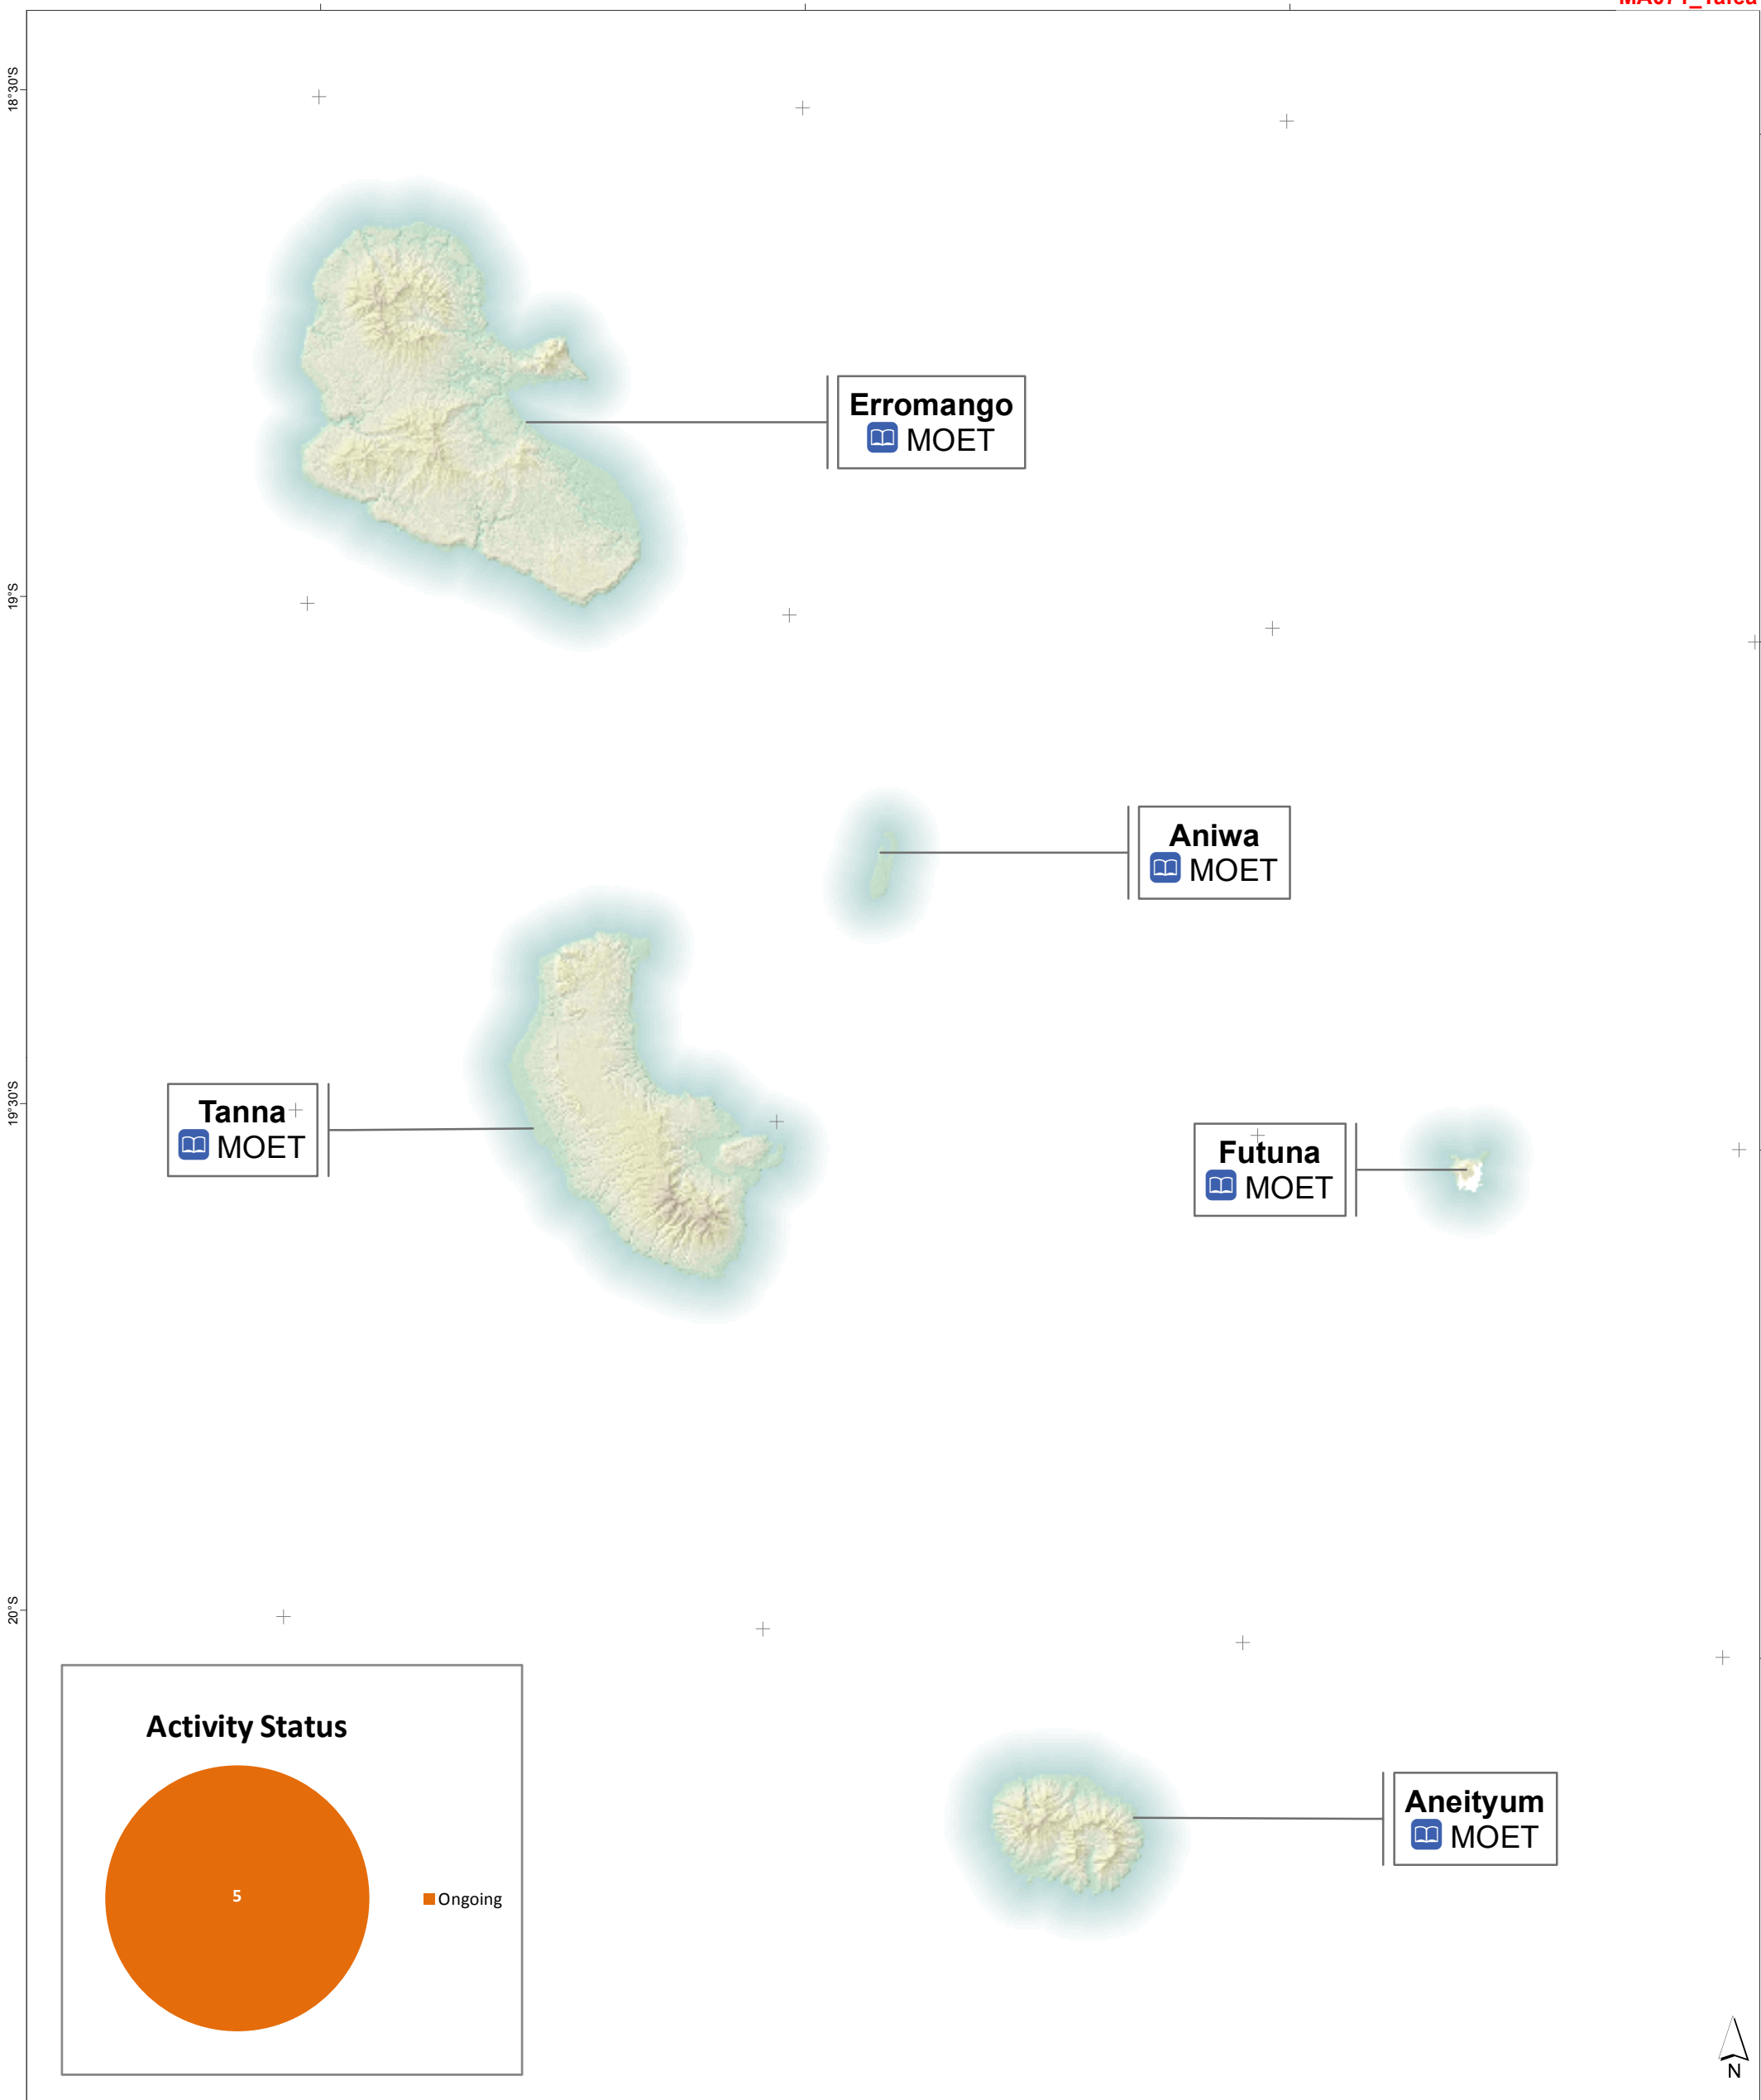 18°30'S
Erromango
MOET
19°S
Aniwa
MOET
Tanna
MOET
19°30'S
Futuna
MOET
20°S
Activity Status
5
Ongoing
Aneityum
MOET
N